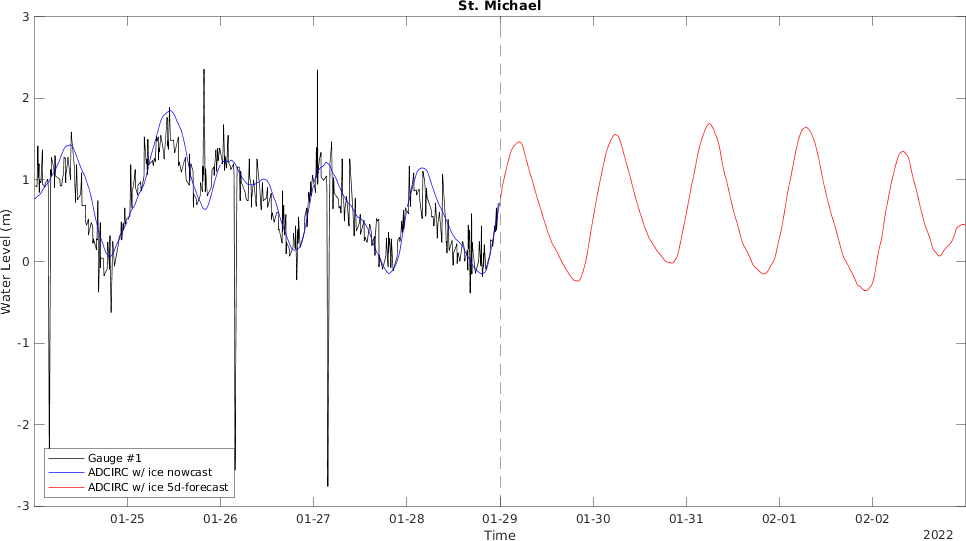 St. Michael
Water Level (m)
3
2
1
0
-1
-2
-3
Gauge #1
ADCIRC w/ ice nowcast
ADCIRC w/ ice 5d-forecast
01-25 01-26 01-27 01-28 01-29 01-30 01-31 02-01 02-02
Time
2022